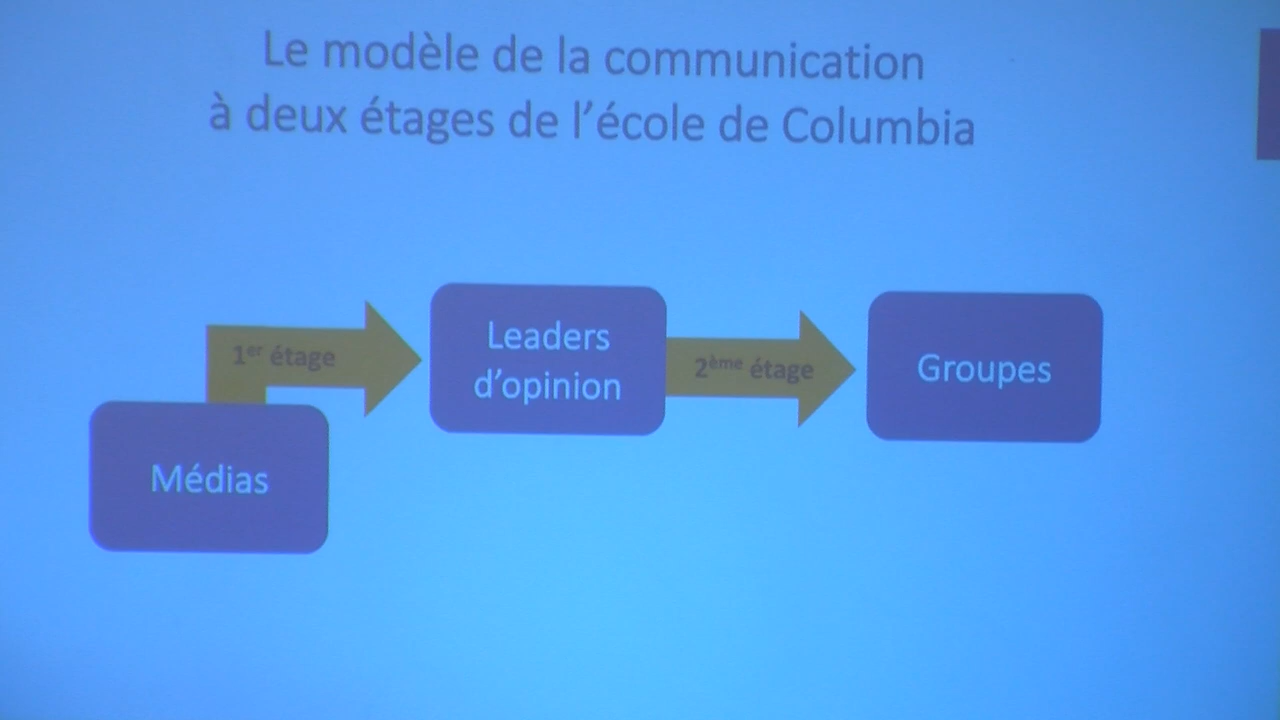 Le modèle de la communication
à deux étages de l'école de Columbia
1er étage
Leaders
d'opinion
2ème étage
Groupes
Médias